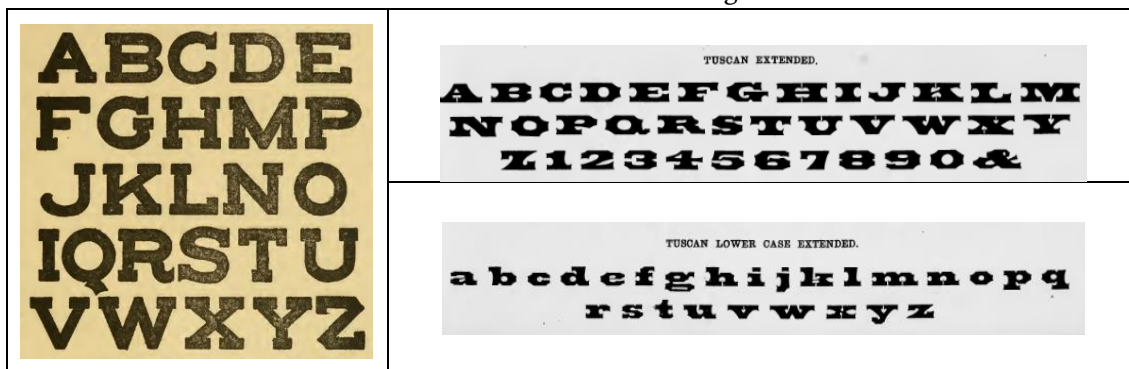 ABCDE
FGHMP
JKLNO
IQRSTU
VWXYZ
TUSCAN EXTENDED.
ABCDEFGHIJKLM
NOPQRSTUVWXY
Z1234567890&
TUSCAN LOWER CASE EXTENDED.
abcdefghijklmnopq
rstuvwxyz